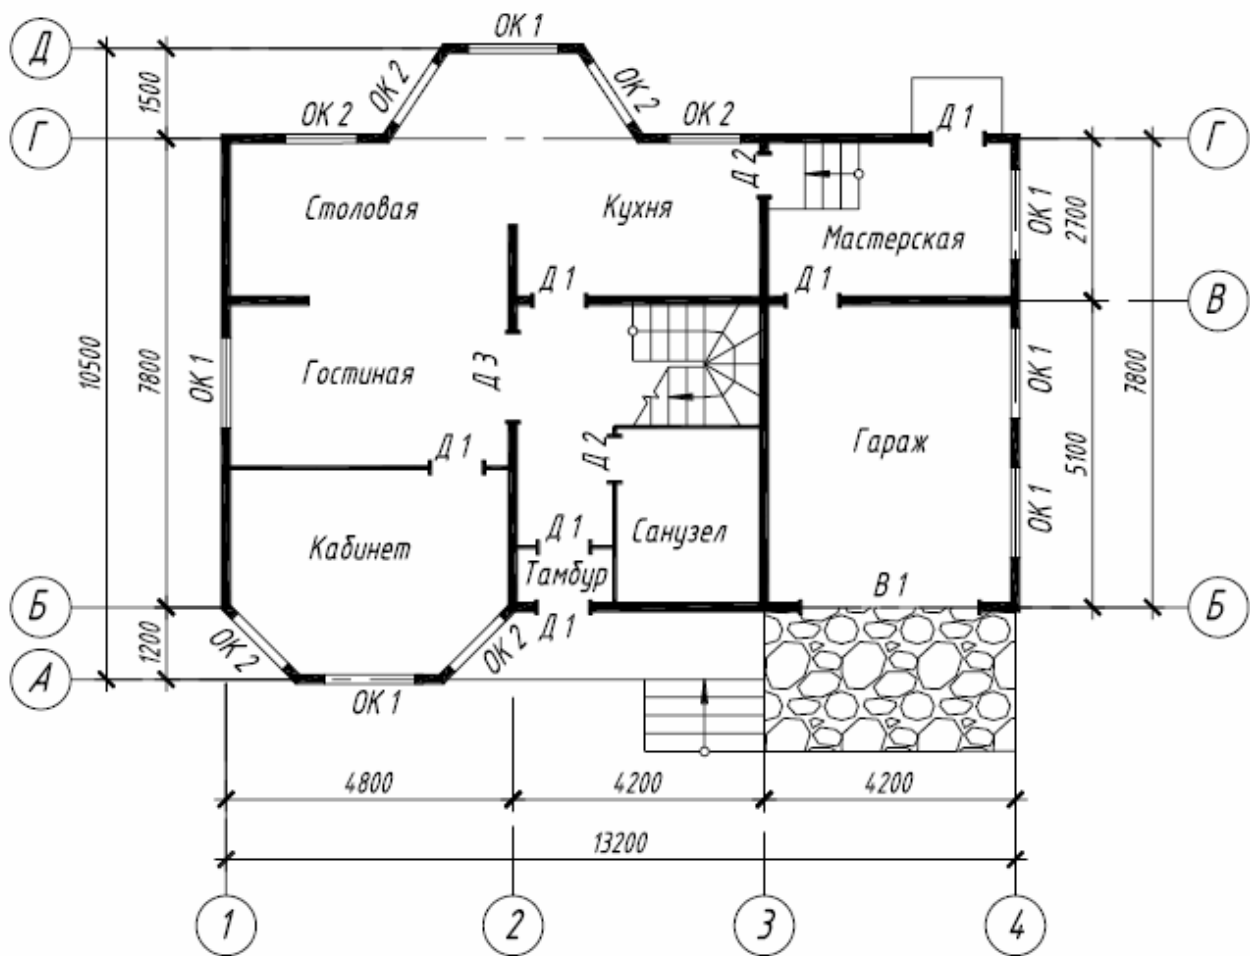 ОК 1
Д
ОК 2
ОК 2
1500
ОК 2
ОК 2
Д 1
Г
Г
Д 2
Столовая
Кухня
ОК 1
2700
Мастерская
Д 1
Д 1
В
10500
7800
ОК 1
Гостиная
Д 3
ОК 1
7800
Д 1
Д 2
Гараж
5100
ОК 1
Кабинет
Д 1
Санузел
Тамбур
В 1
Б
Д 1
Б
1200
ОК 2
ОК 2
А
ОК 1
4800
4200
4200
13200
1
2
3
4